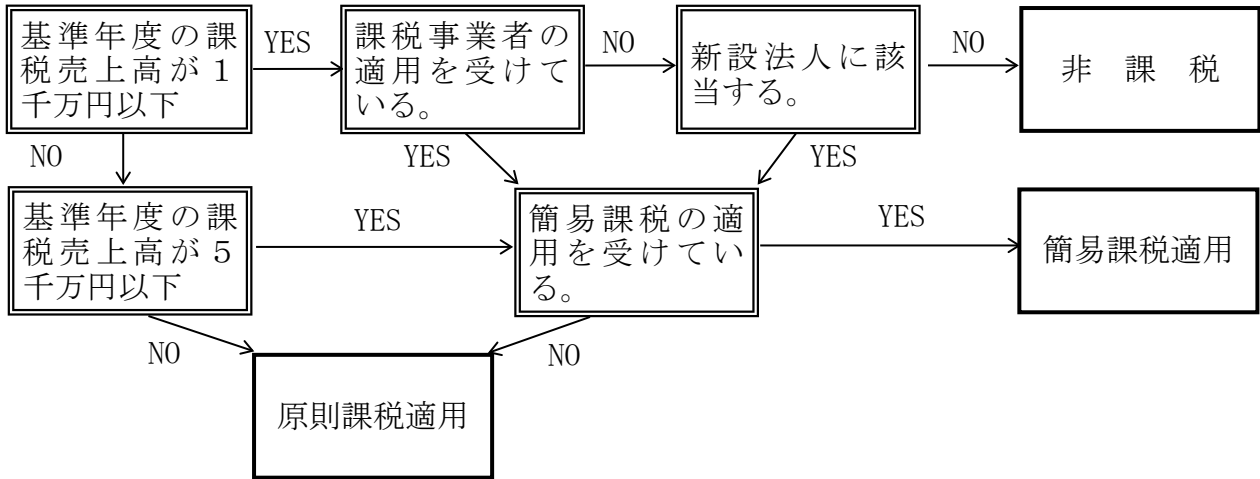 基準年度の課
税売上高が１
千万円以下
YES
課税事業者の
適用を受けて
いる。
NO
新設法人に該
当する。
NO
非　課　税
NO
YES
YES
基準年度の課
税売上高が５
千万円以下
YES
簡易課税の適
用を受けてい
る。
YES
簡易課税適用
NO
NO
原則課税適用